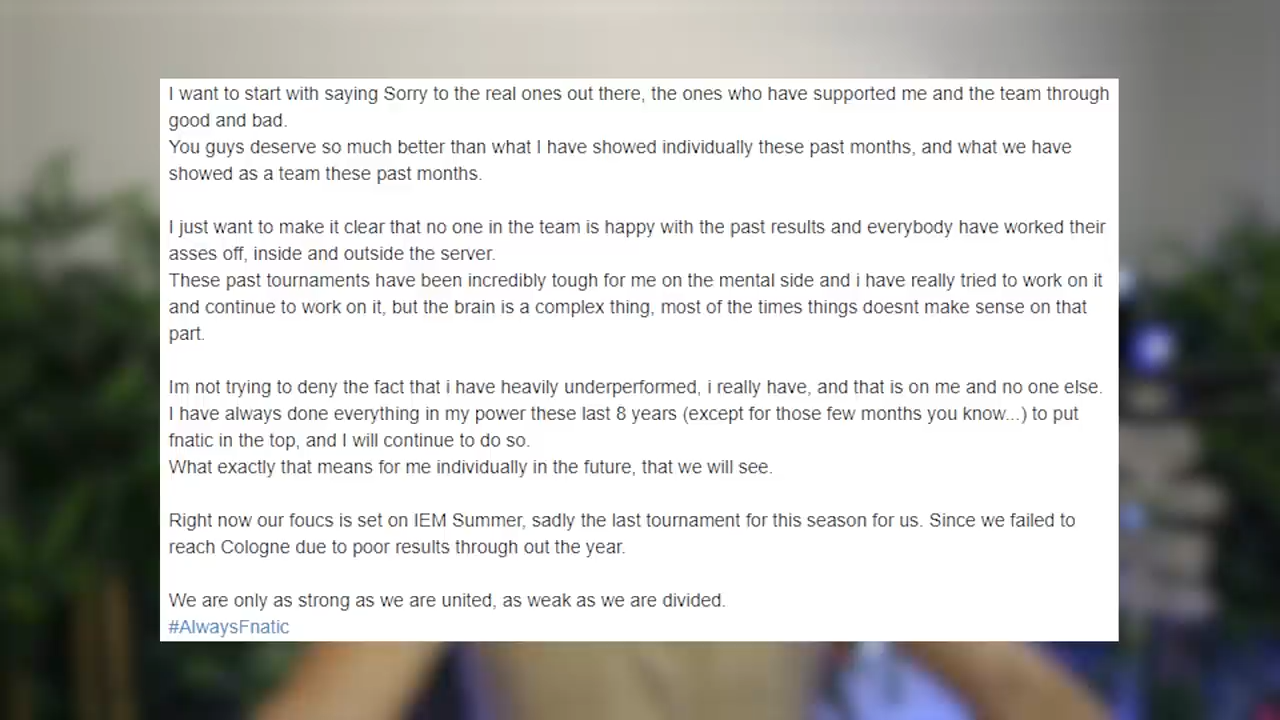 I want to start with saying Sorry to the real ones out there, the ones who have supported me and the team through
good and bad.
You guys deserve so much better than what I have showed individually these past months, and what we have
showed as a team these past months.
I just want to make it clear that no one in the team is happy with the past results and everybody have worked their
asses off, inside and outside the server.
These past tournaments have been incredibly tough for me on the mental side and i have really tried to work on it
and continue to work on it, but the brain is a complex thing, most of the times things doesnt make sense on that
part.
Im not trying to deny the fact that i have heavily underperformed, i really have, and that is on me and no one else.
I have always done everything in my power these last 8 years (except for those few months you know...) to put
fnatic in the top, and I will continue to do so.
What exactly that means for me individually in the future, that we will see.
Right now our foucs is set on IEM Summer, sadly the last tournament for this season for us. Since we failed to
reach Cologne due to poor results through out the year.
We are only as strong as we are united, as weak as we are divided.
#AlwaysFnatic